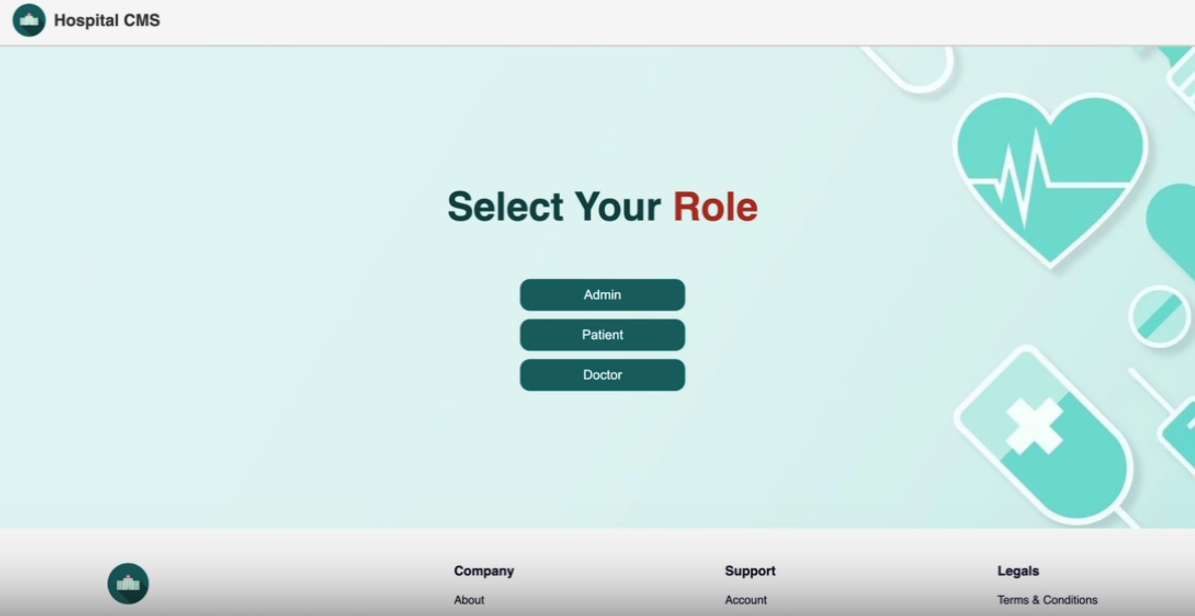 Hospital CMS
Select Your Role
Admin
Patient
Doctor
Company
Support
Legals
About
Account
Terms & Conditions